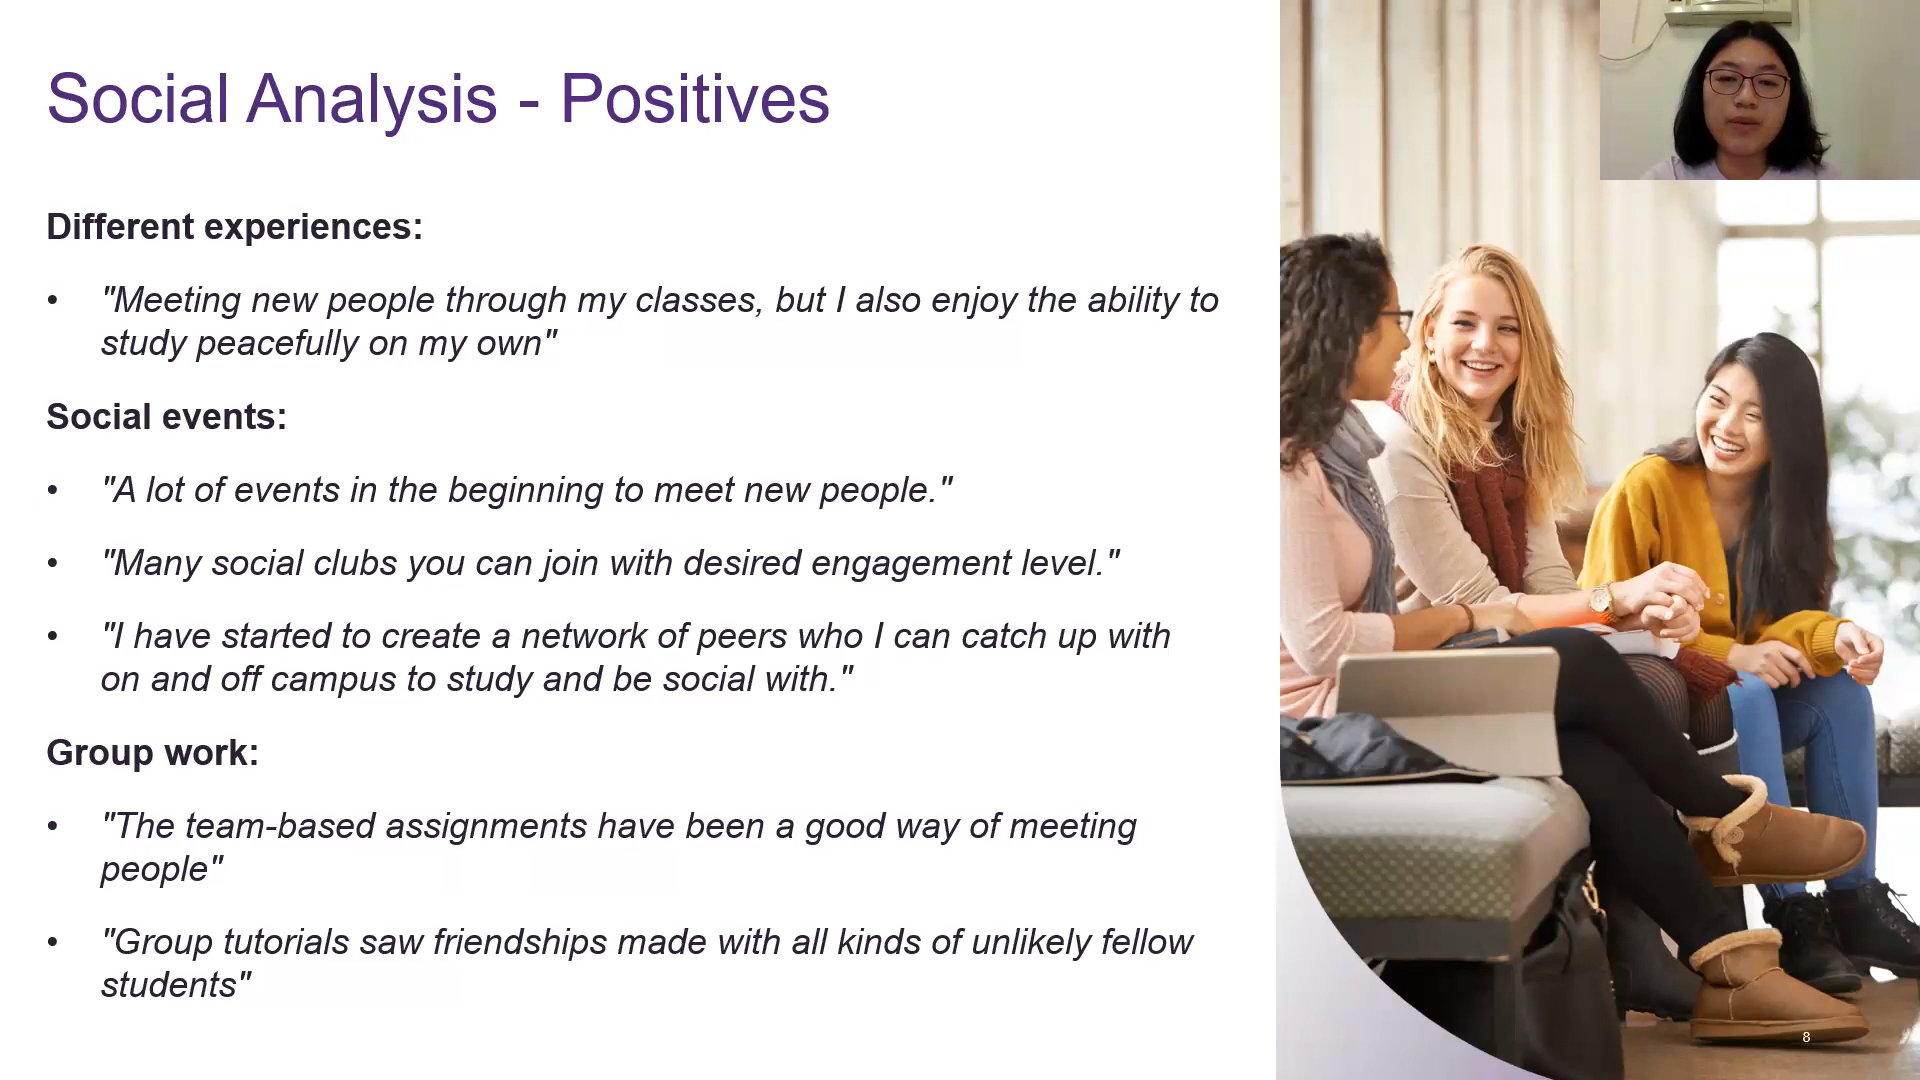 Social Analysis - Positives
Different experiences:
• "Meeting new people through my classes, but I also enjoy the ability to
study peacefully on my own"
Social events:
• "A lot of events in the beginning to meet new people."
• "Many social clubs you can join with desired engagement level."
• "I have started to create a network of peers who I can catch up with
on and off campus to study and be social with."
Group work:
• "The team-based assignments have been a good way of meeting
people"
• "Group tutorials saw friendships made with all kinds of unlikely fellow
students"
8